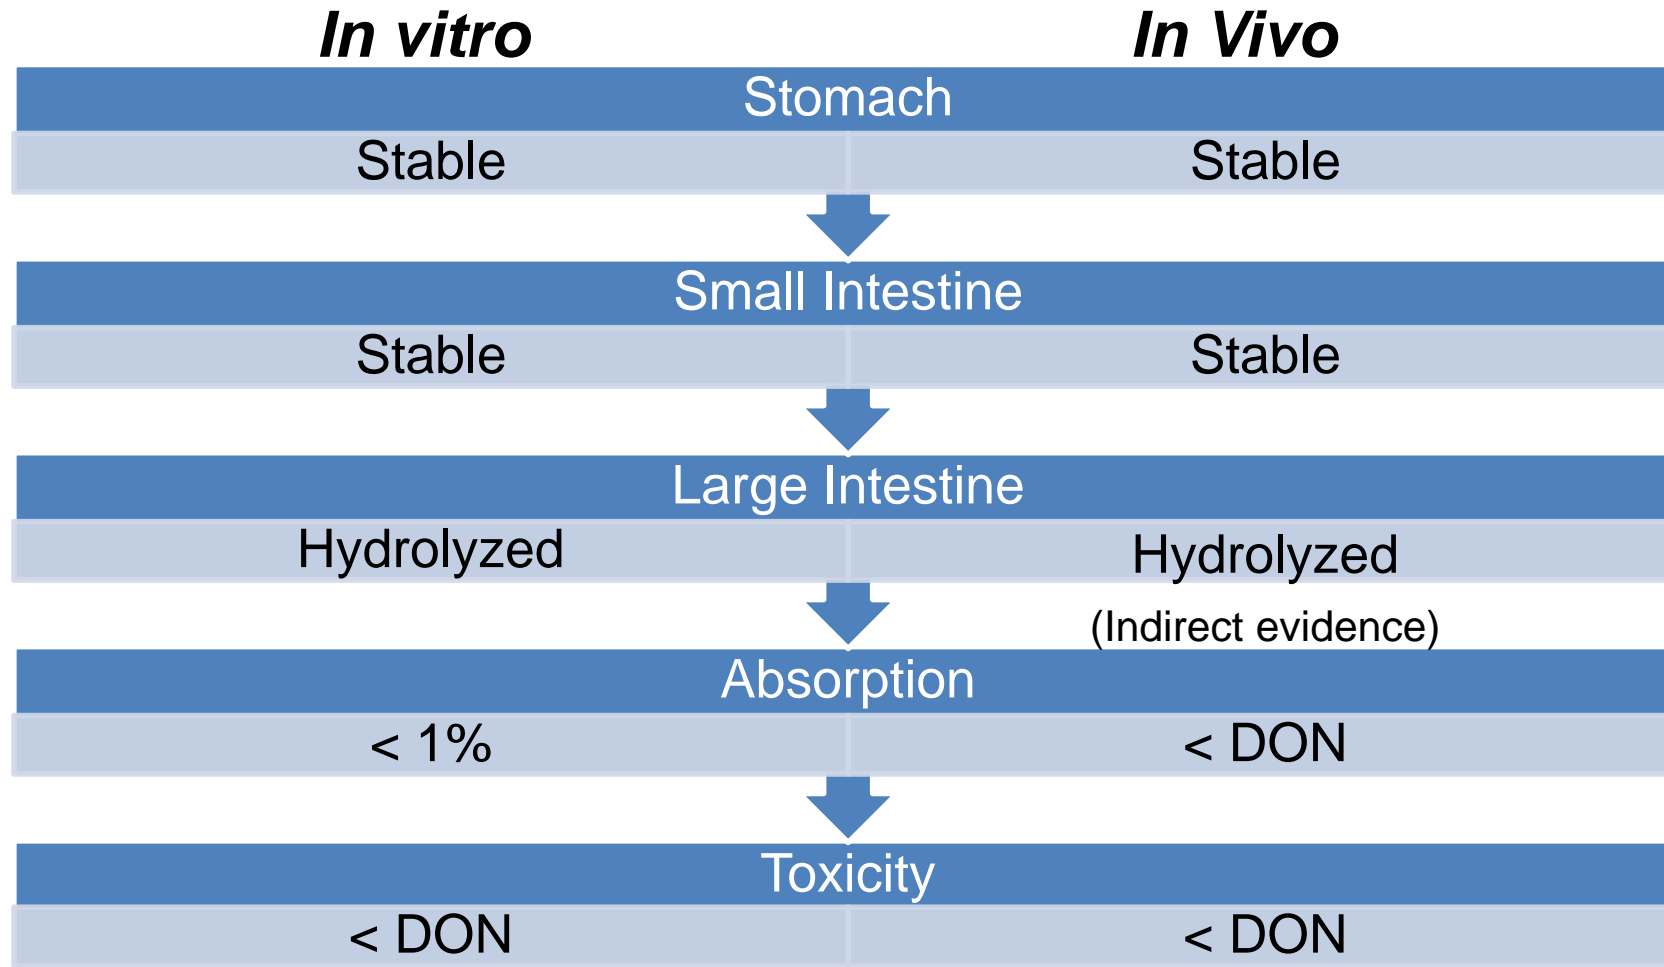 In vitro In Vivo
Stomach
Stable Stable
Small Intestine
Stable Stable
Large Intestine
Hydrolyzed Hydrolyzed
(Indirect evidence)
Absorption
< 1% < DON
Toxicity
< DON < DON